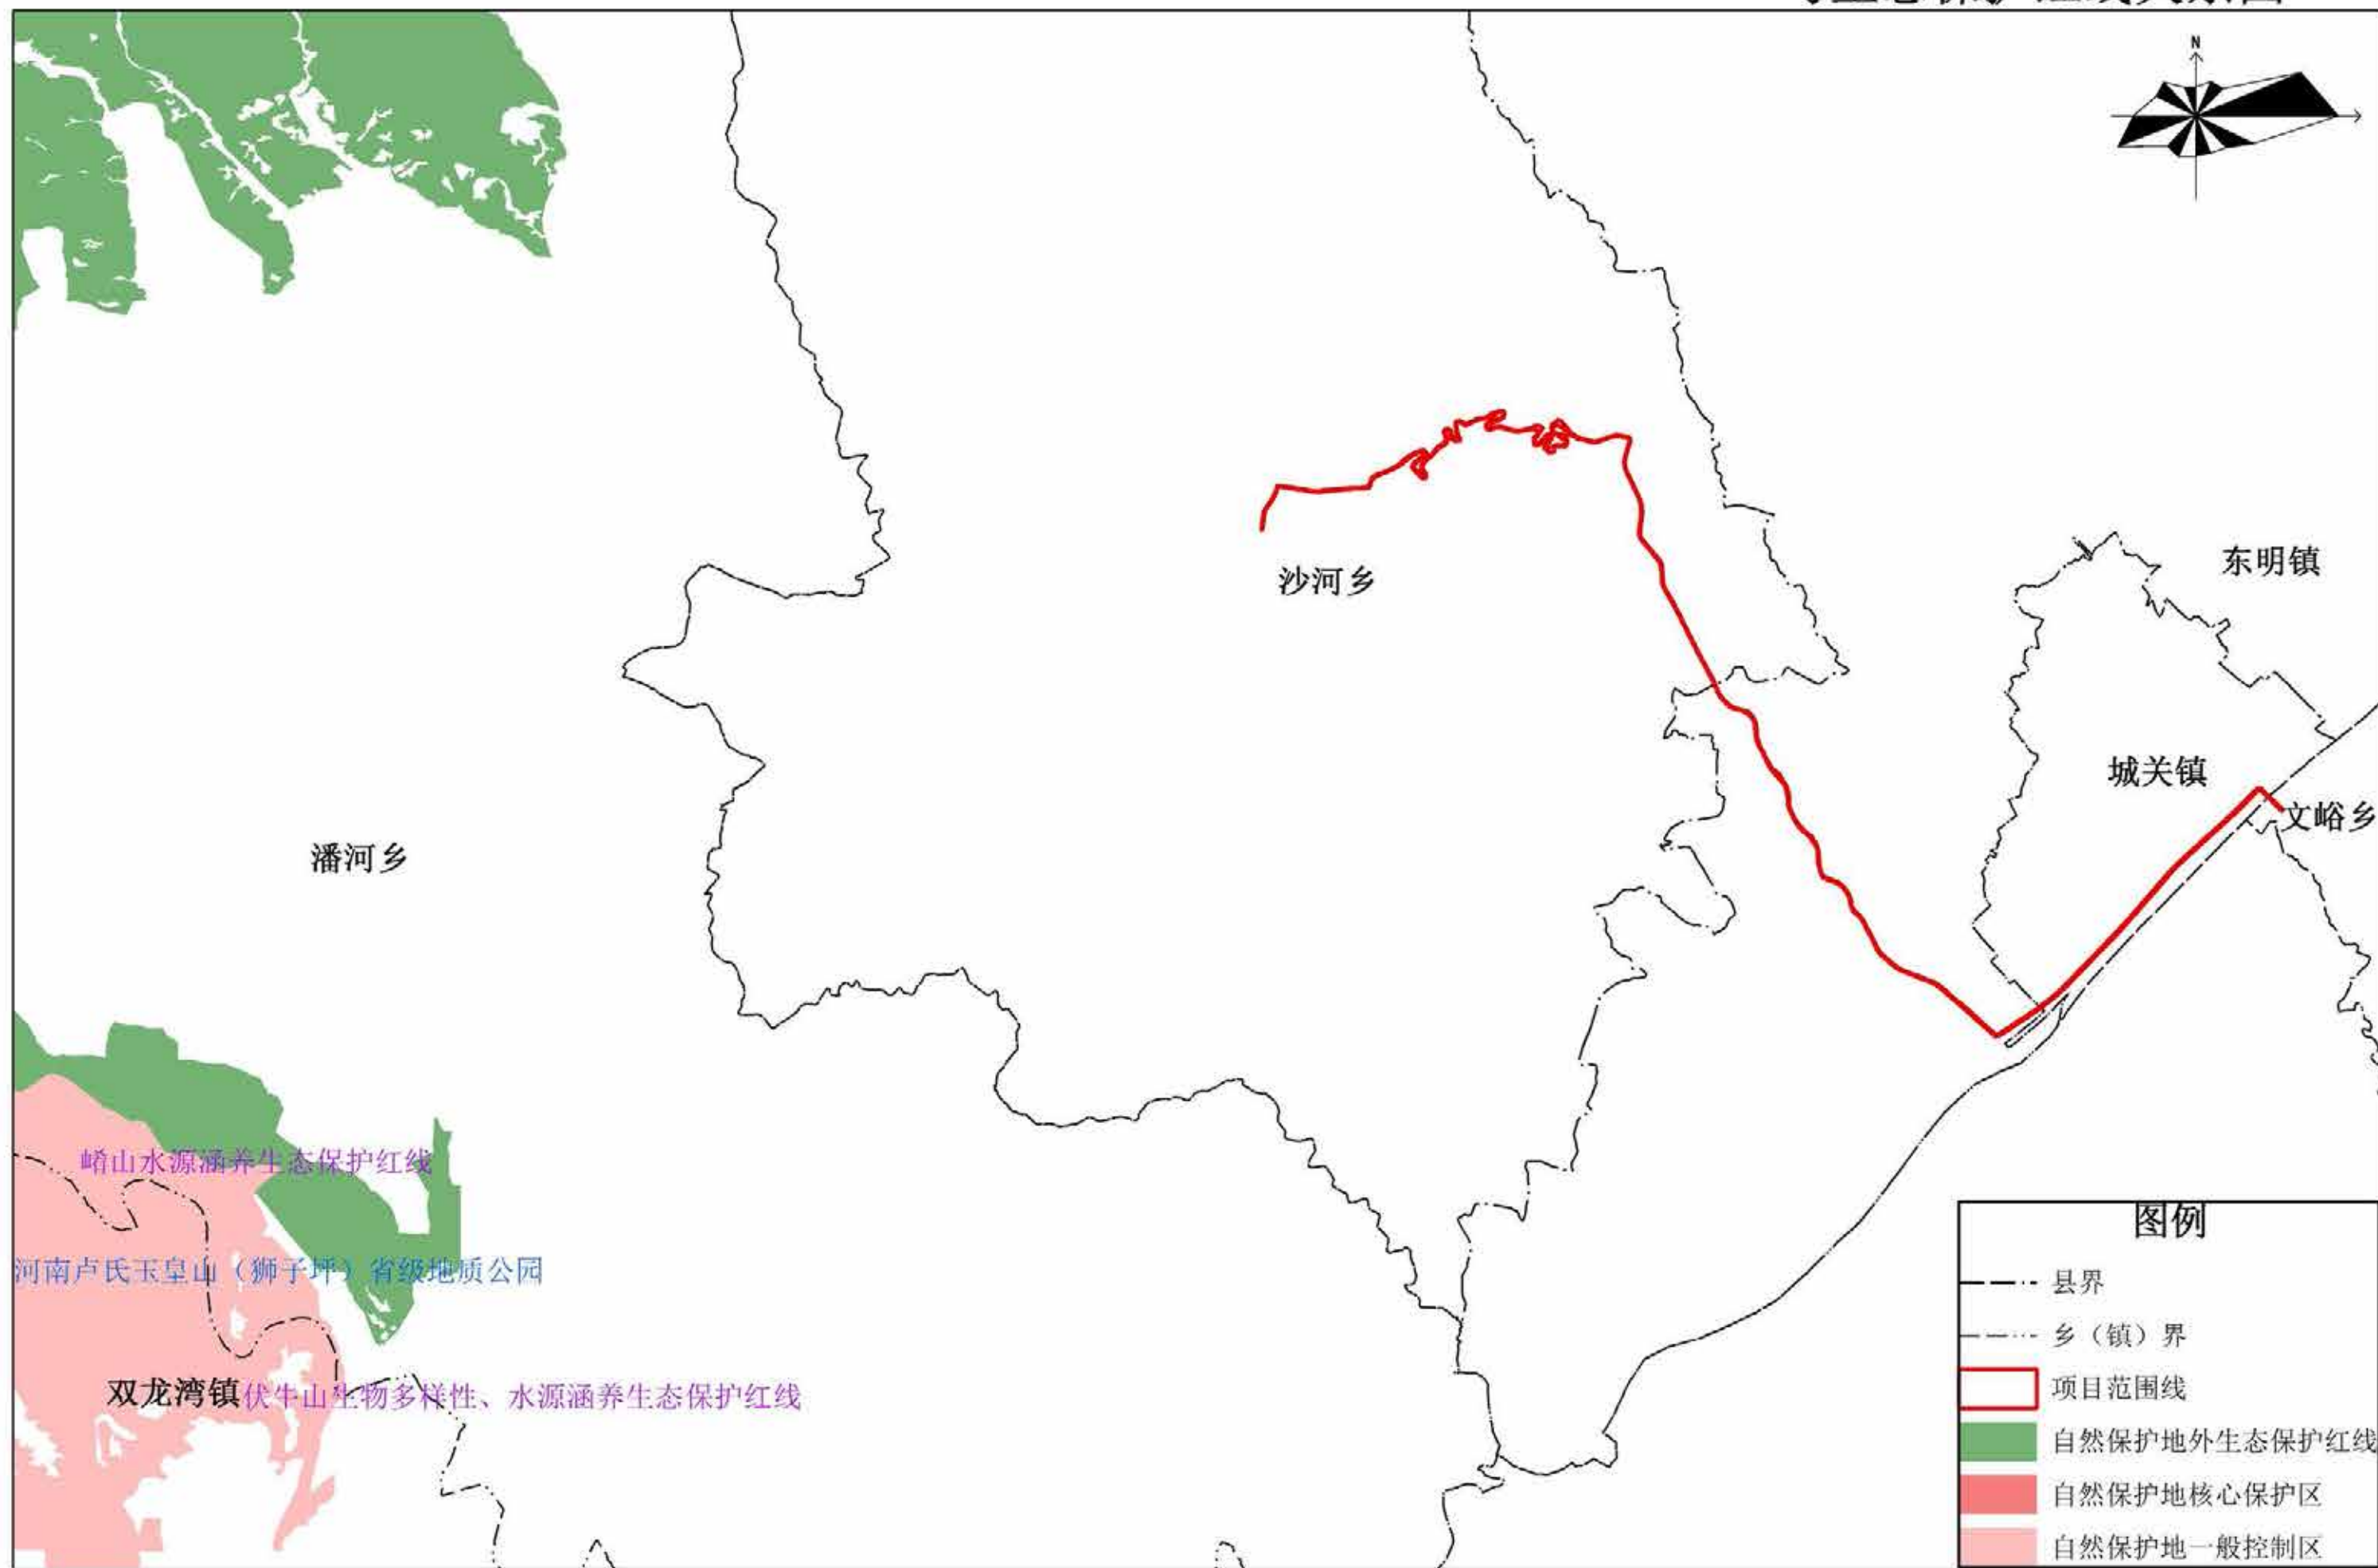 N
沙河乡
东明镇
城关镇
文峪乡
潘河乡
崤山水源涵养生态保护红线
河南卢氏玉皇山（狮子坪）省级地质公园
双龙湾镇
伏牛山生物多样性、水源涵养生态保护红线
图例
县界
乡（镇）界
项目范围线
自然保护地外生态保护红线
自然保护地核心保护区
自然保护地一般控制区